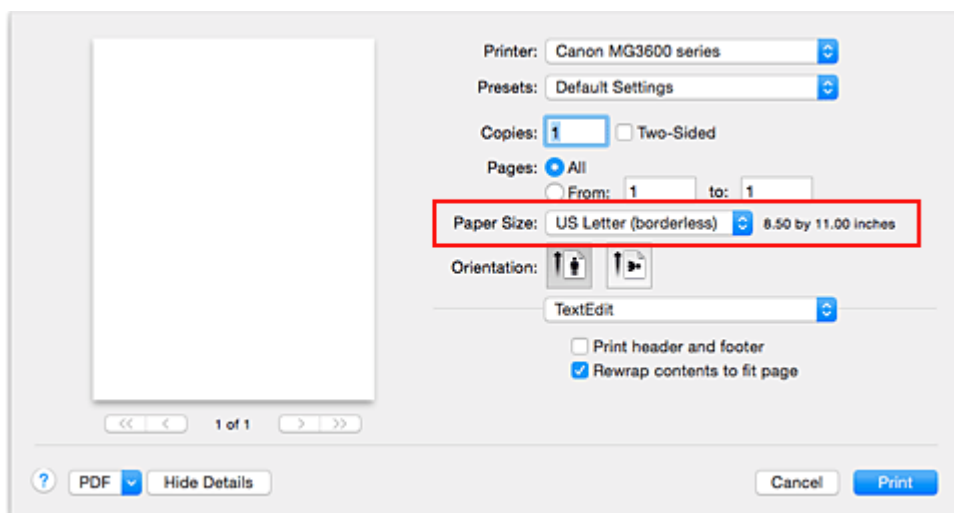 Printer: Canon MG3600 series
Presets: Default Settings
Copies: 1 Two-Sided
Pages: All
From: 1 to: 1
Paper Size: US Letter (borderless) 8.50 by 11.00 inches
Orientation:
TextEdit
Print header and footer
Rewrap contents to fit page
<< < 1 of 1 > >>
? PDF Hide Details Cancel Print